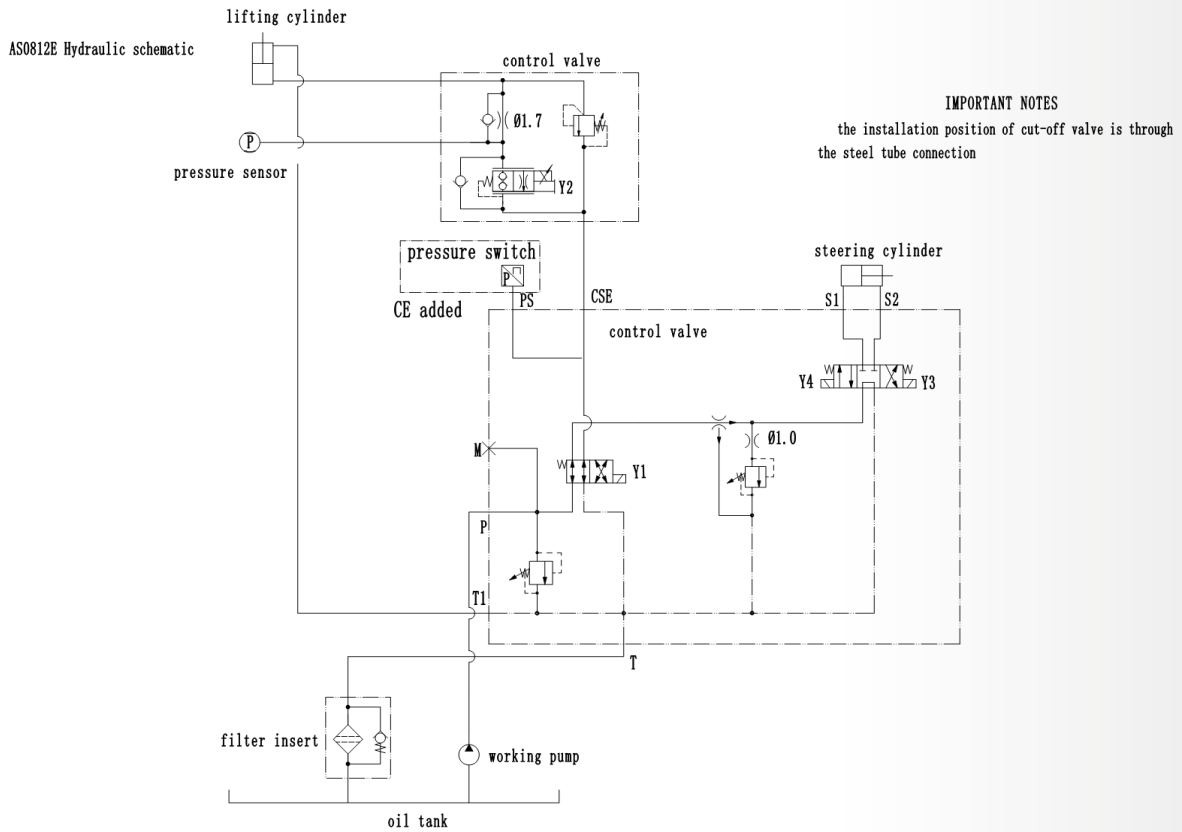 lifting cylinder
AS0812E Hydraulic schematic
control valve
IMPORTANT NOTES
the installation position of cut-off valve is through
the steel tube connection
Ø1.7
P
pressure sensor
Y2
pressure switch
P
steering cylinder
PS
CSE
S1
S2
CE added
control valve
Y4
Y3
M
Ø1.0
Y1
P
T1
T
filter insert
working pump
oil tank